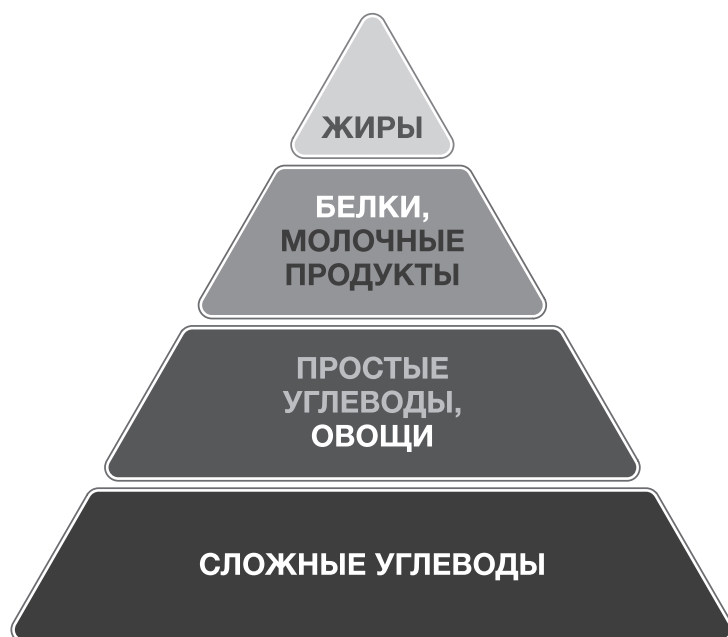 ЖИРЫ
БЕЛКИ,
МОЛОЧНЫЕ
ПРОДУКТЫ
ПРОСТЫЕ
УГЛЕВОДЫ,
ОВОЩИ
СЛОЖНЫЕ УГЛЕВОДЫ